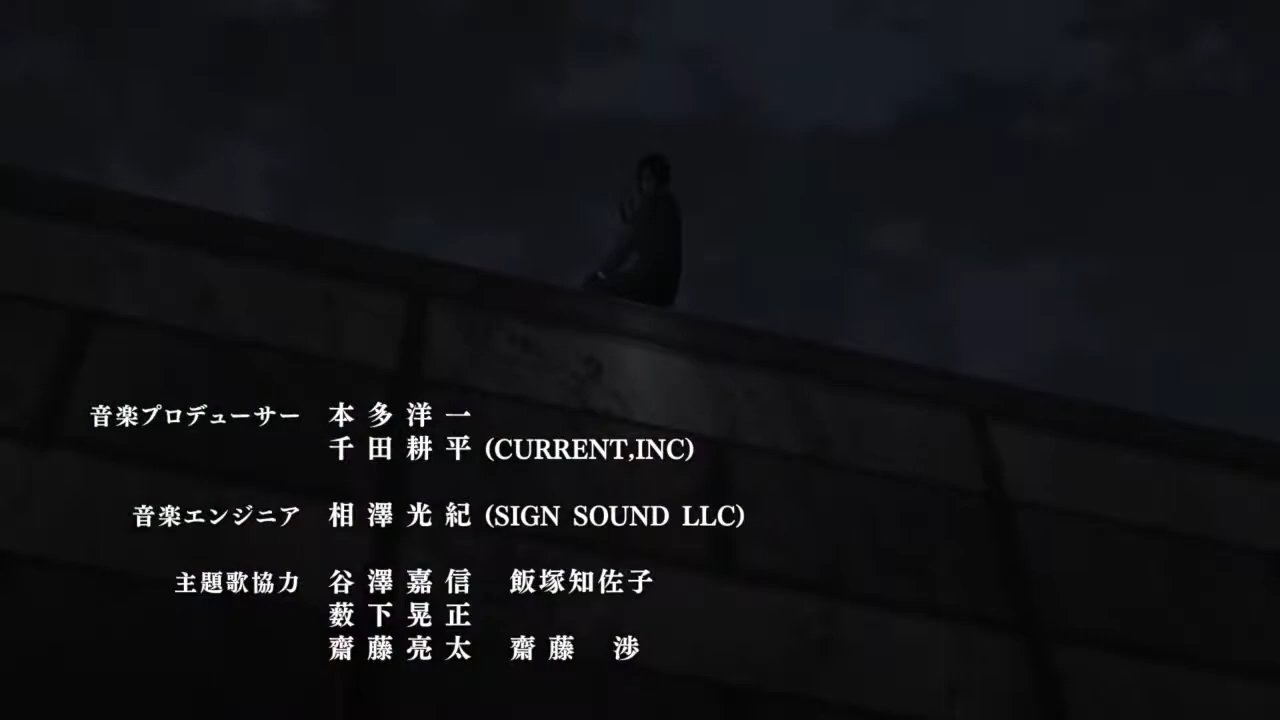 音楽プロデューサー 本多洋一
千田耕平 (CURRENT,INC)
音楽エンジニア 相澤光紀 (SIGN SOUND LLC)
主題歌協力 谷澤嘉信 飯塚知佐子
薮下晃正
齋藤亮太 齋藤 渉